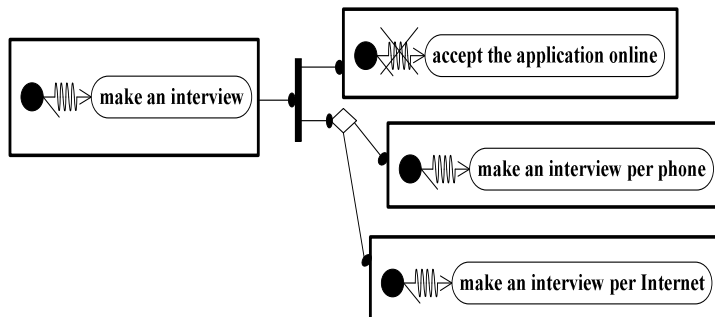 accept the application online
make an interview
make an interview per phone
make an interview per Internet